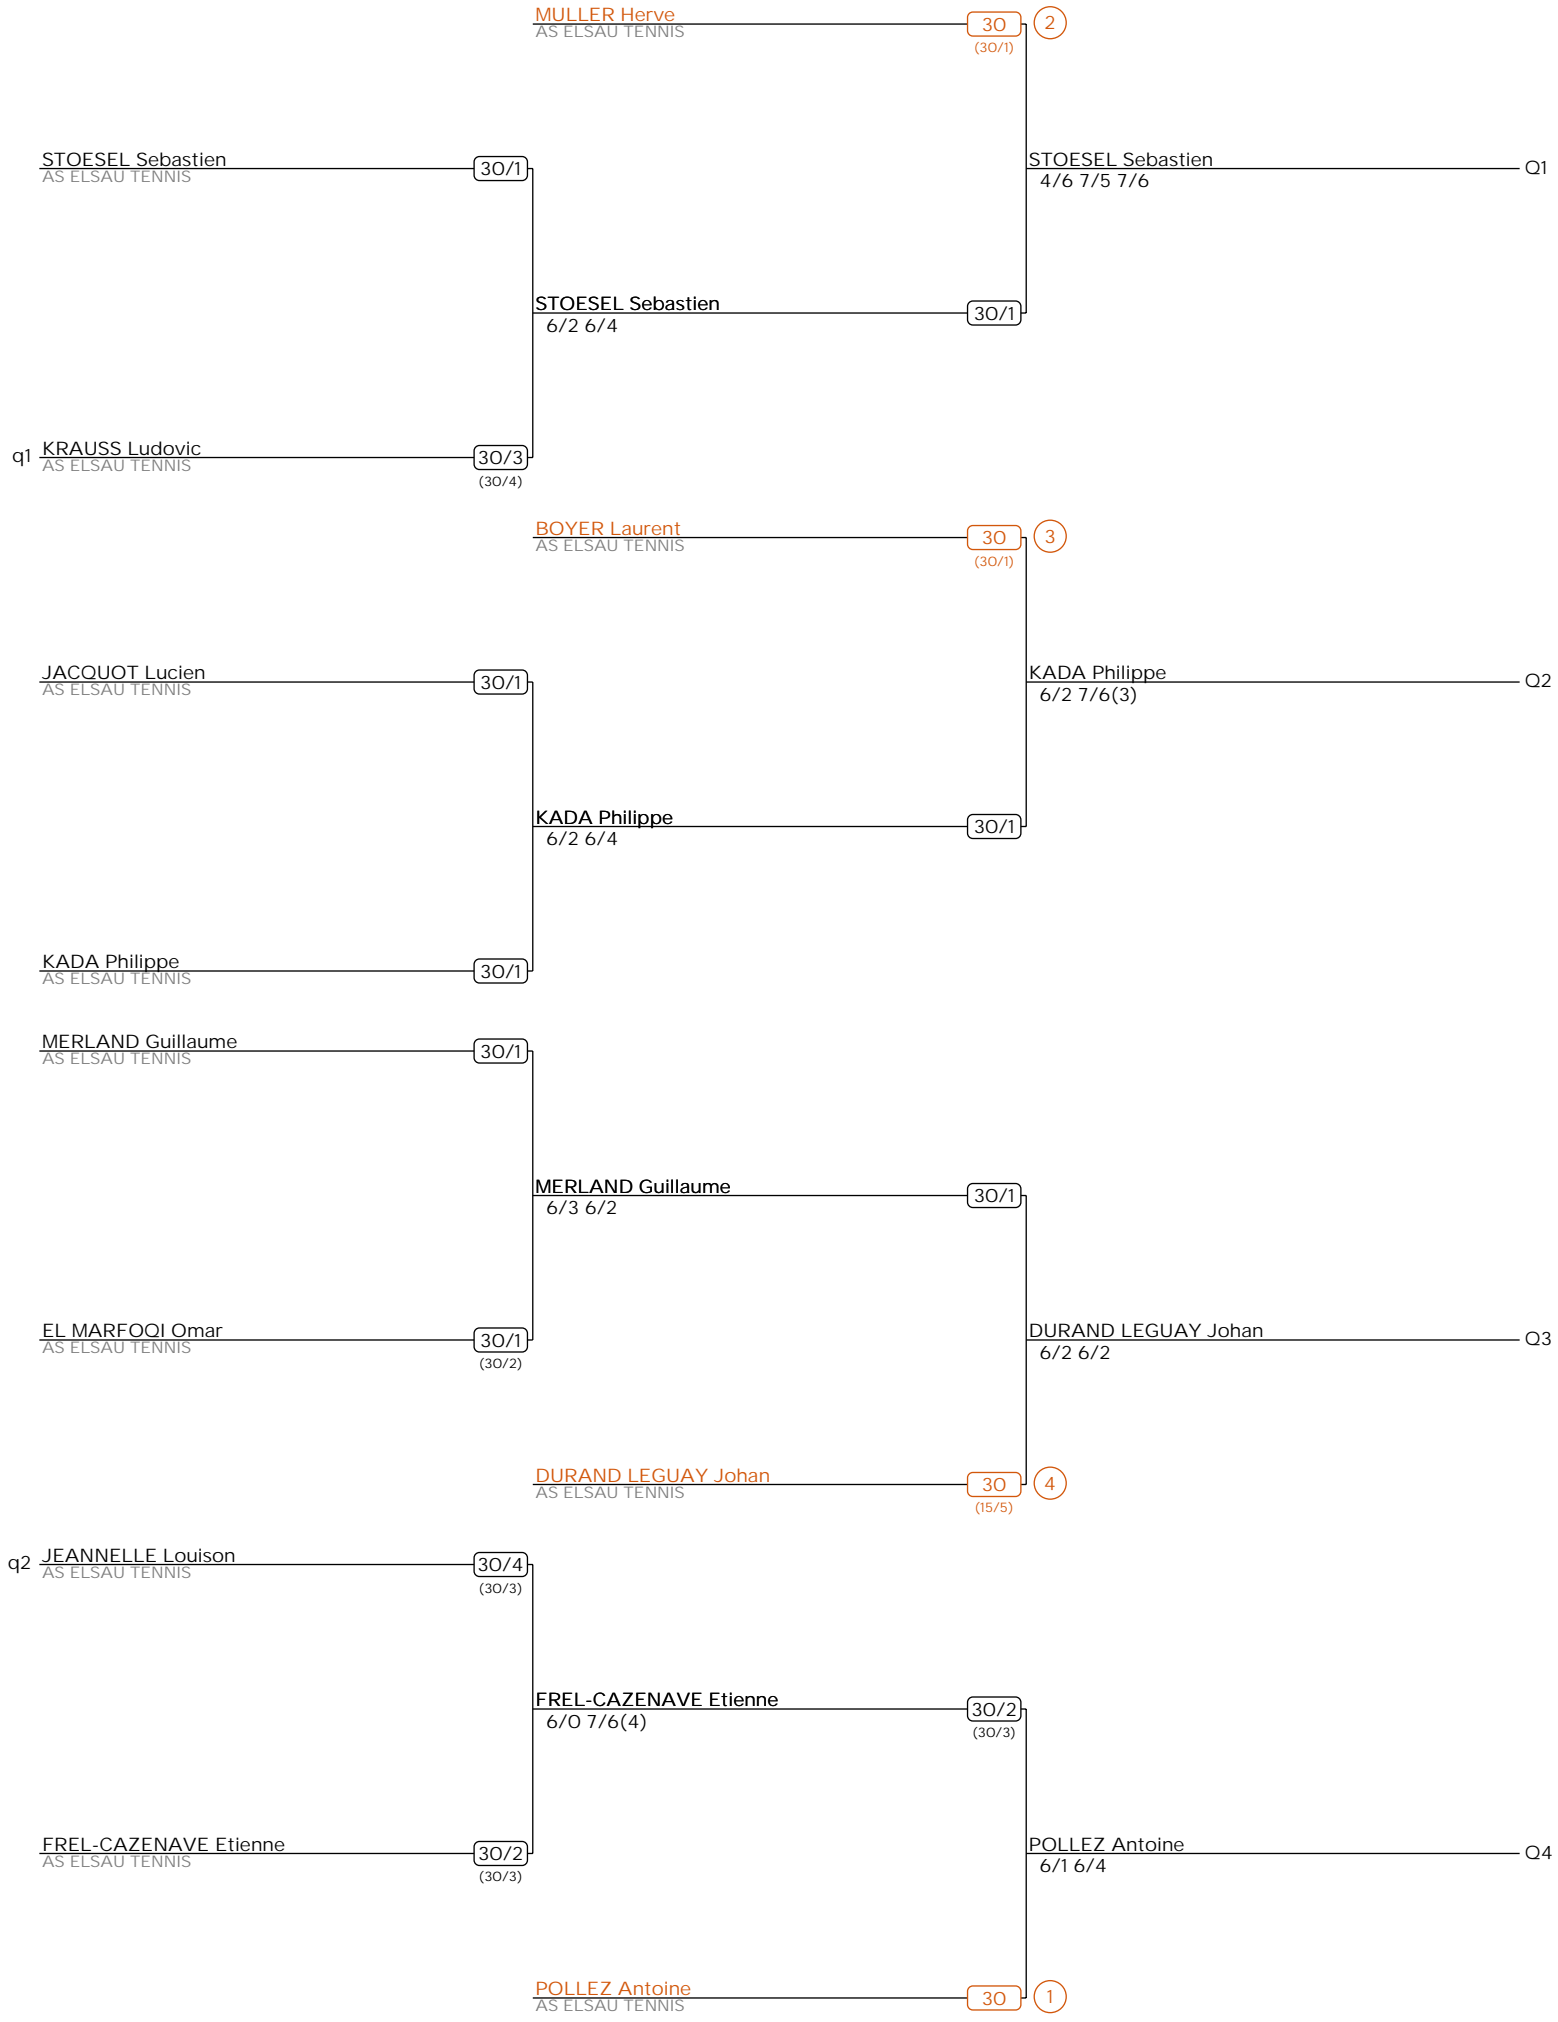 MULLER Herve
AS ELSAU TENNIS
30
(30/1)
2
STOESEL Sebastien
AS ELSAU TENNIS
30/1
STOESEL Sebastien
4/6 7/5 7/6
Q1
STOESEL Sebastien
6/2 6/4
30/1
q1
KRAUSS Ludovic
AS ELSAU TENNIS
30/3
(30/4)
BOYER Laurent
AS ELSAU TENNIS
30
(30/1)
3
JACQUOT Lucien
AS ELSAU TENNIS
30/1
KADA Philippe
6/2 7/6(3)
Q2
KADA Philippe
6/2 6/4
30/1
KADA Philippe
AS ELSAU TENNIS
30/1
MERLAND Guillaume
AS ELSAU TENNIS
30/1
MERLAND Guillaume
6/3 6/2
30/1
EL MARFOQI Omar
AS ELSAU TENNIS
30/1
(30/2)
DURAND LEGUAY Johan
6/2 6/2
Q3
DURAND LEGUAY Johan
AS ELSAU TENNIS
30
(15/5)
4
q2
JEANNELLE Louison
AS ELSAU TENNIS
30/4
(30/3)
FREL-CAZENAVE Etienne
6/0 7/6(4)
30/2
(30/3)
FREL-CAZENAVE Etienne
AS ELSAU TENNIS
30/2
(30/3)
POLLEZ Antoine
6/1 6/4
Q4
POLLEZ Antoine
AS ELSAU TENNIS
30
1